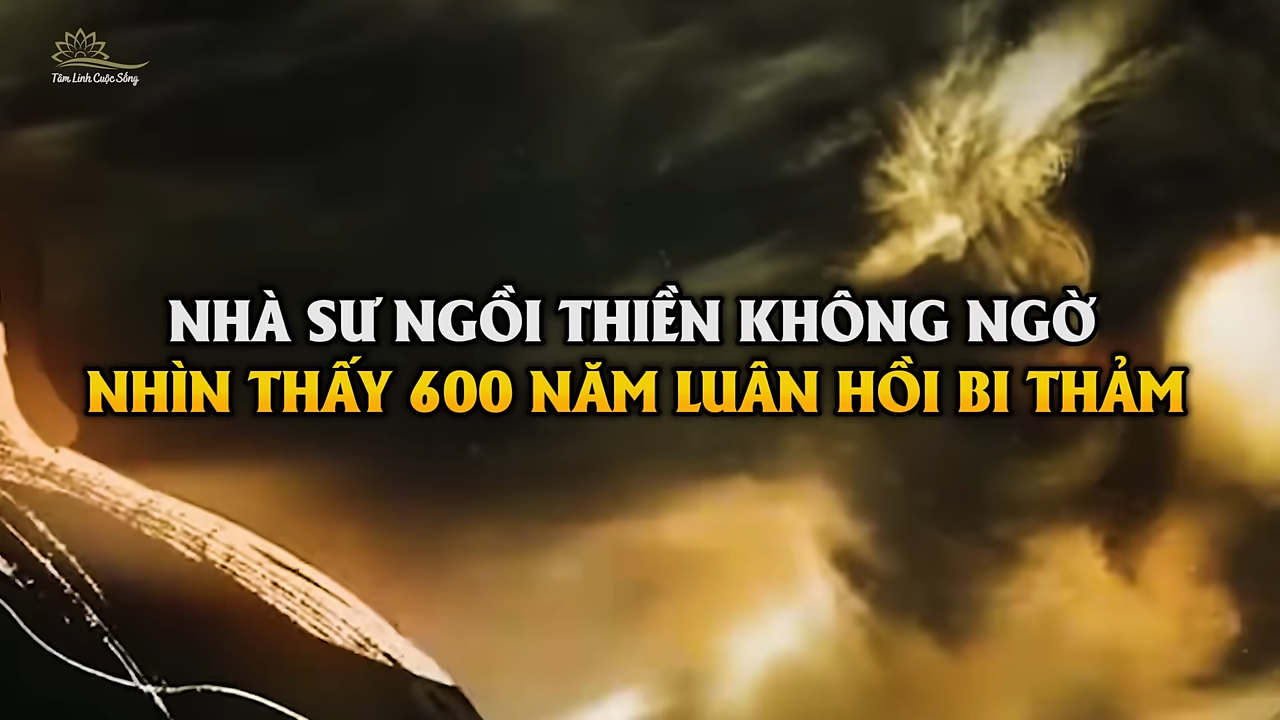 Tâm Linh Cuộc Sống
NHÀ SƯ NGỒI THIỀN KHÔNG NGỜ
NHÌN THẤY 600 NĂM LUÂN HỒI BI THẢM